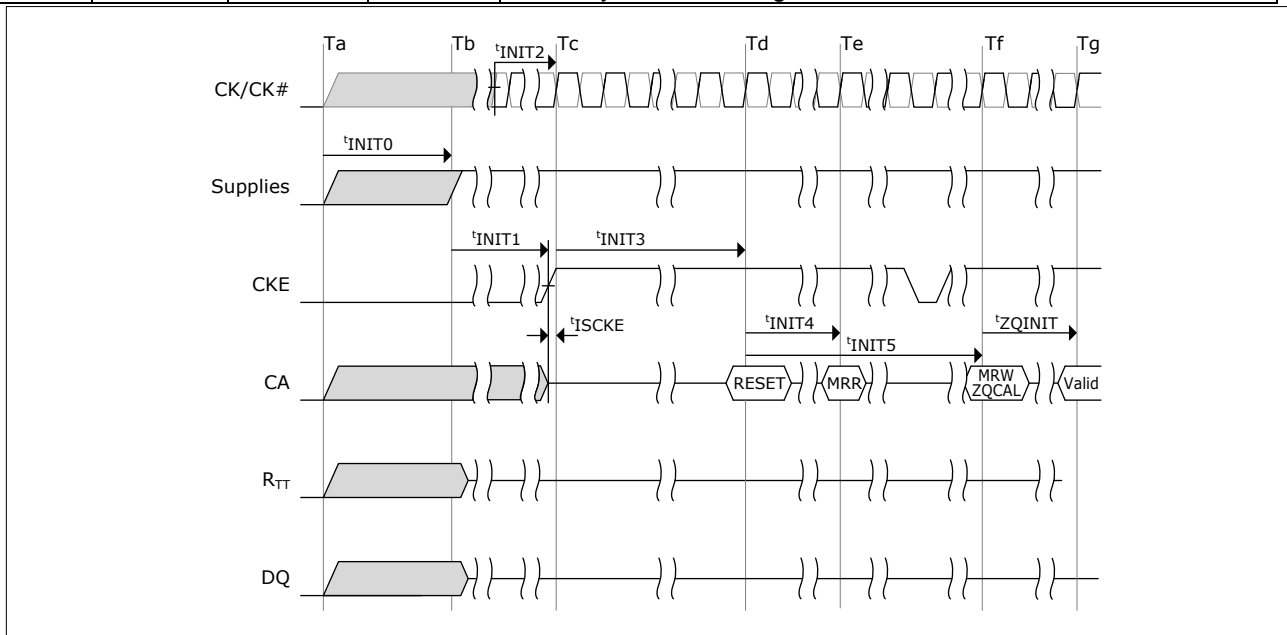 Ta Tb Tc Td Te Tf Tg
tINIT2
CK/CK#
tINIT0
Supplies
tINIT1 tINIT3
CKE
tISCKE tINIT4 tZQINIT
tINIT5
CA RESET MRR MRW ZQCAL Valid
RTT
DQ